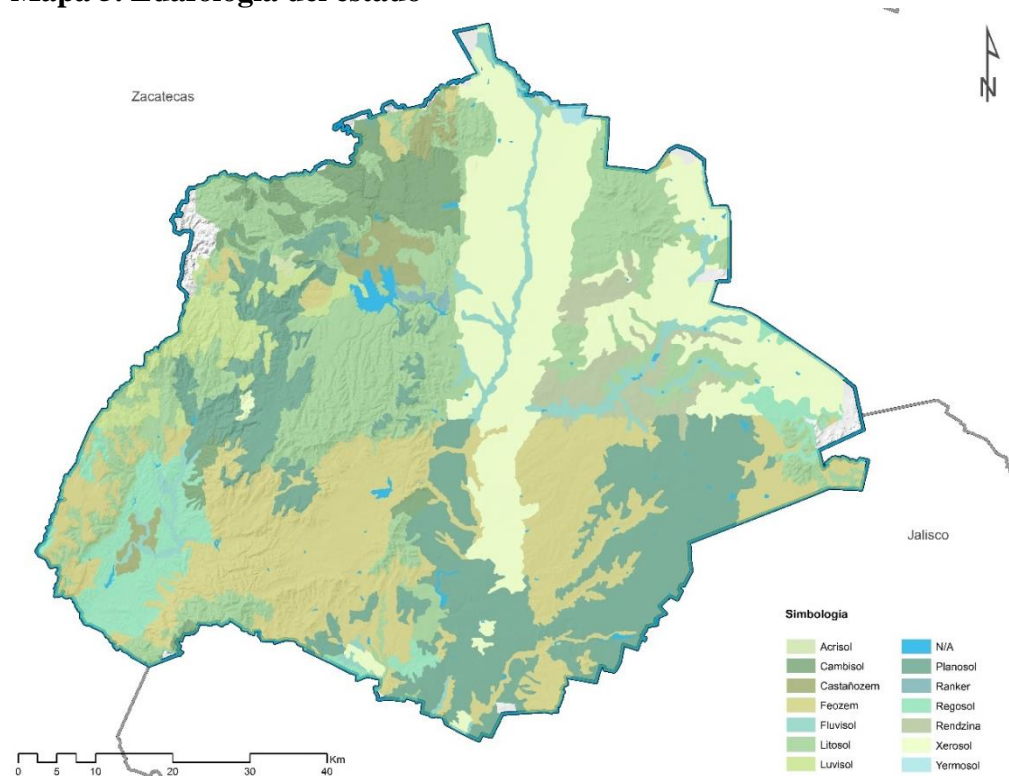 Mapa 3. Edafología del estado
Zacatecas
N
Jalisco
Simbología
Acrisol
Cambisol
Castañozem
Feozem
Fluvisol
Litosol
Luvisol
N/A
Planosol
Ranker
Regosol
Rendzina
Xerosol
Yermosol
0 5 10 20 30 40 Km